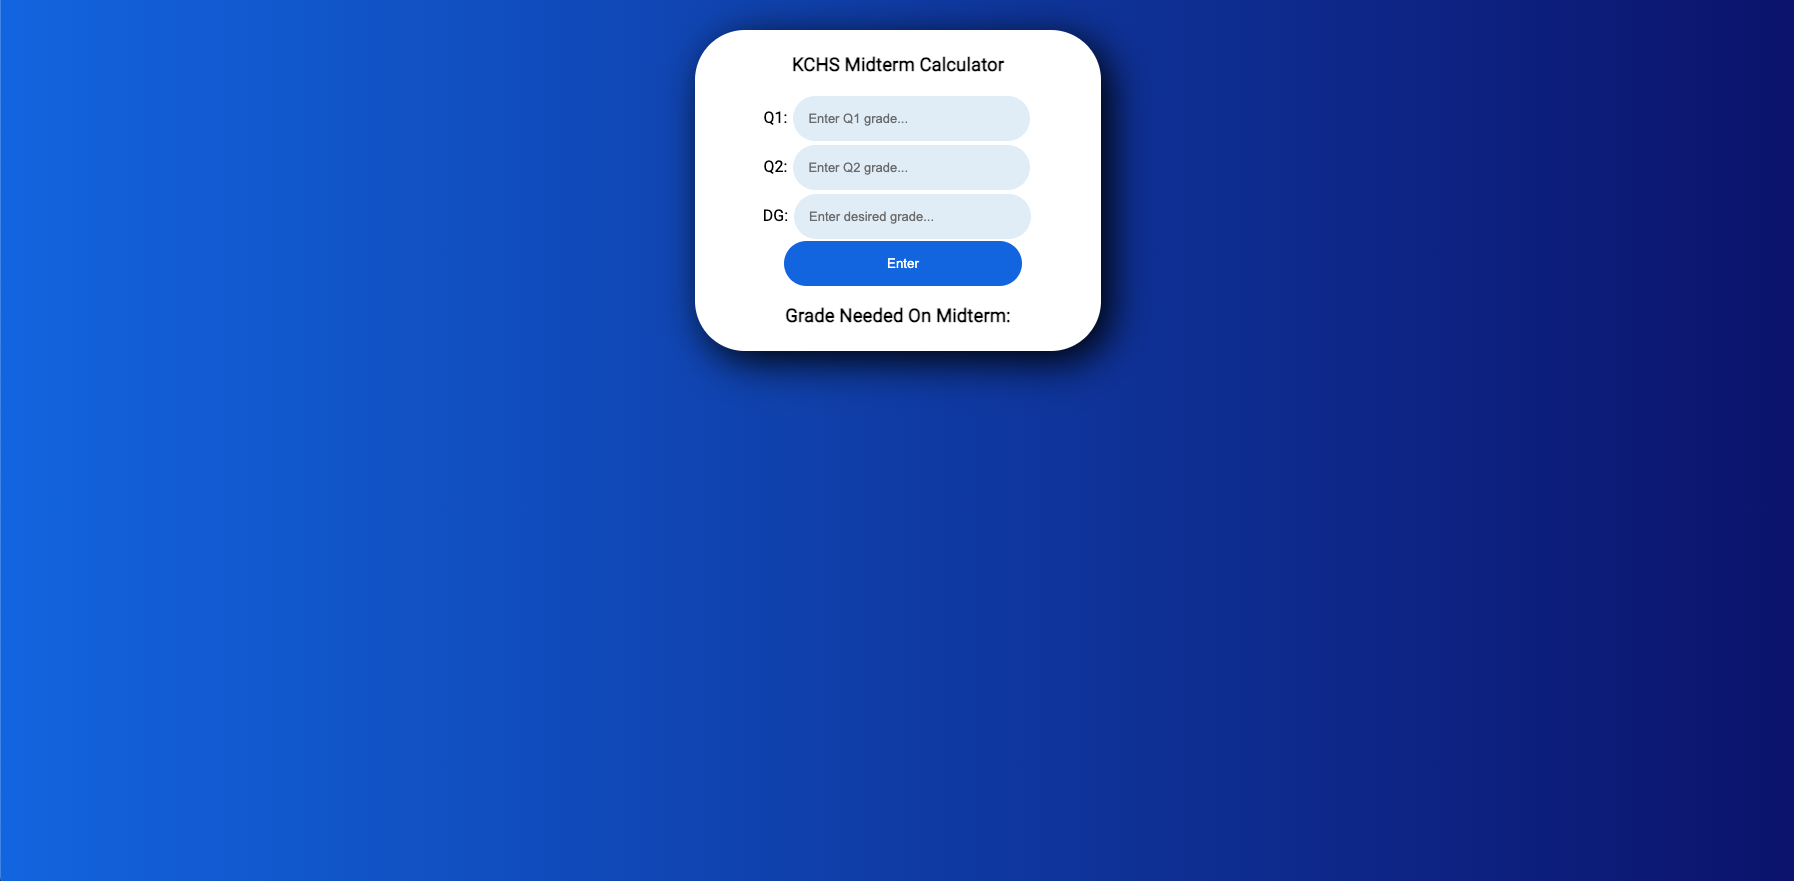 KCHS Midterm Calculator
Q1: Enter Q1 grade...
Q2: Enter Q2 grade...
DG: Enter desired grade...
Enter
Grade Needed On Midterm: